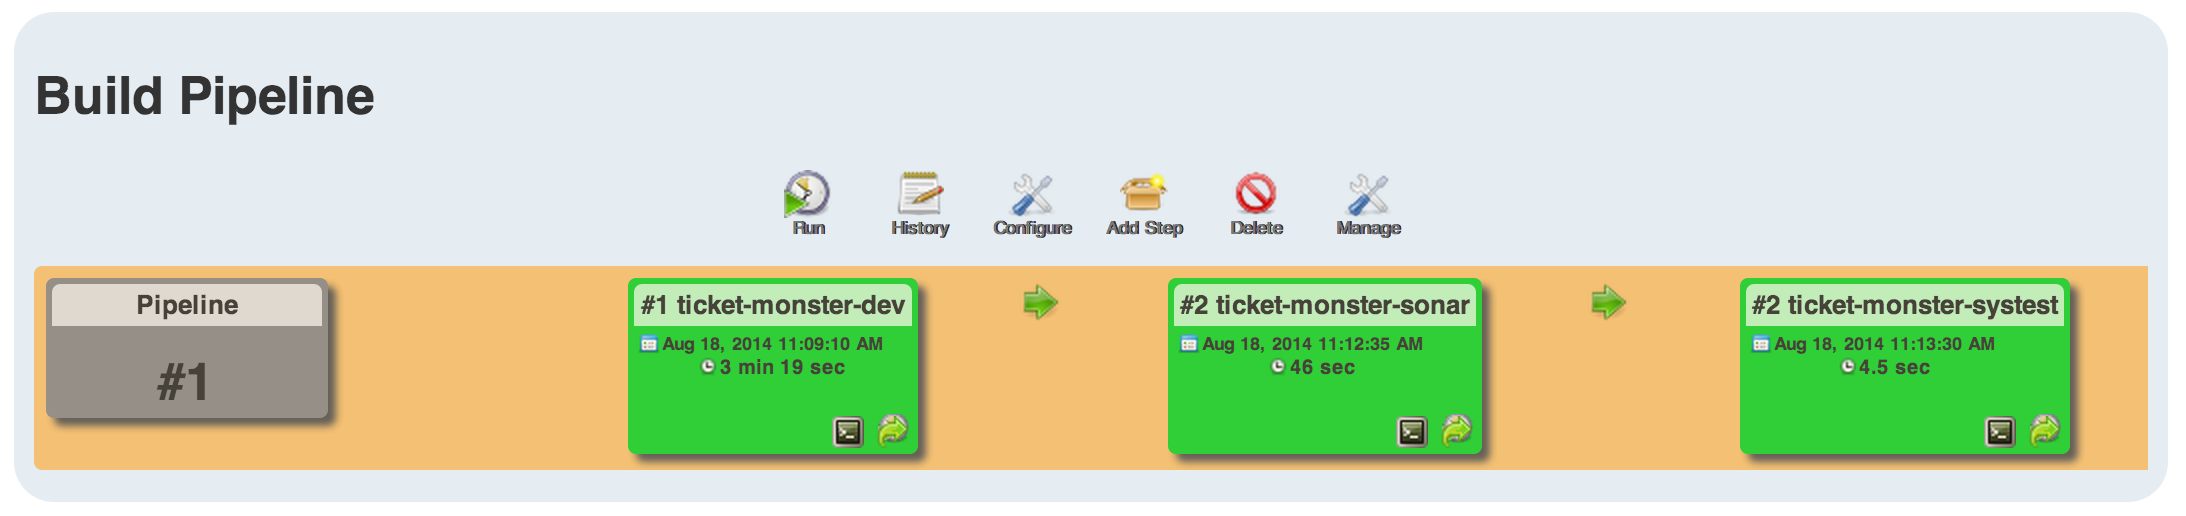 Build Pipeline
Run History Configure Add Step Delete Manage
Pipeline
#1
#1 ticket-monster-dev
Aug 18, 2014 11:09:10 AM
3 min 19 sec
#2 ticket-monster-sonar
Aug 18, 2014 11:12:35 AM
46 sec
#2 ticket-monster-systest
Aug 18, 2014 11:13:30 AM
4.5 sec